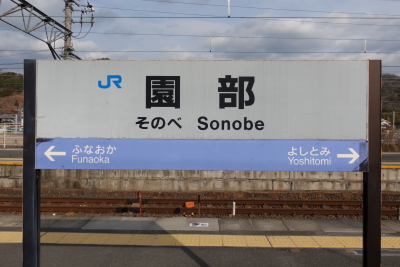 JR 園部
そのべ Sonobe
← ふなおか よしとみ →
Funaoka Yoshitomi